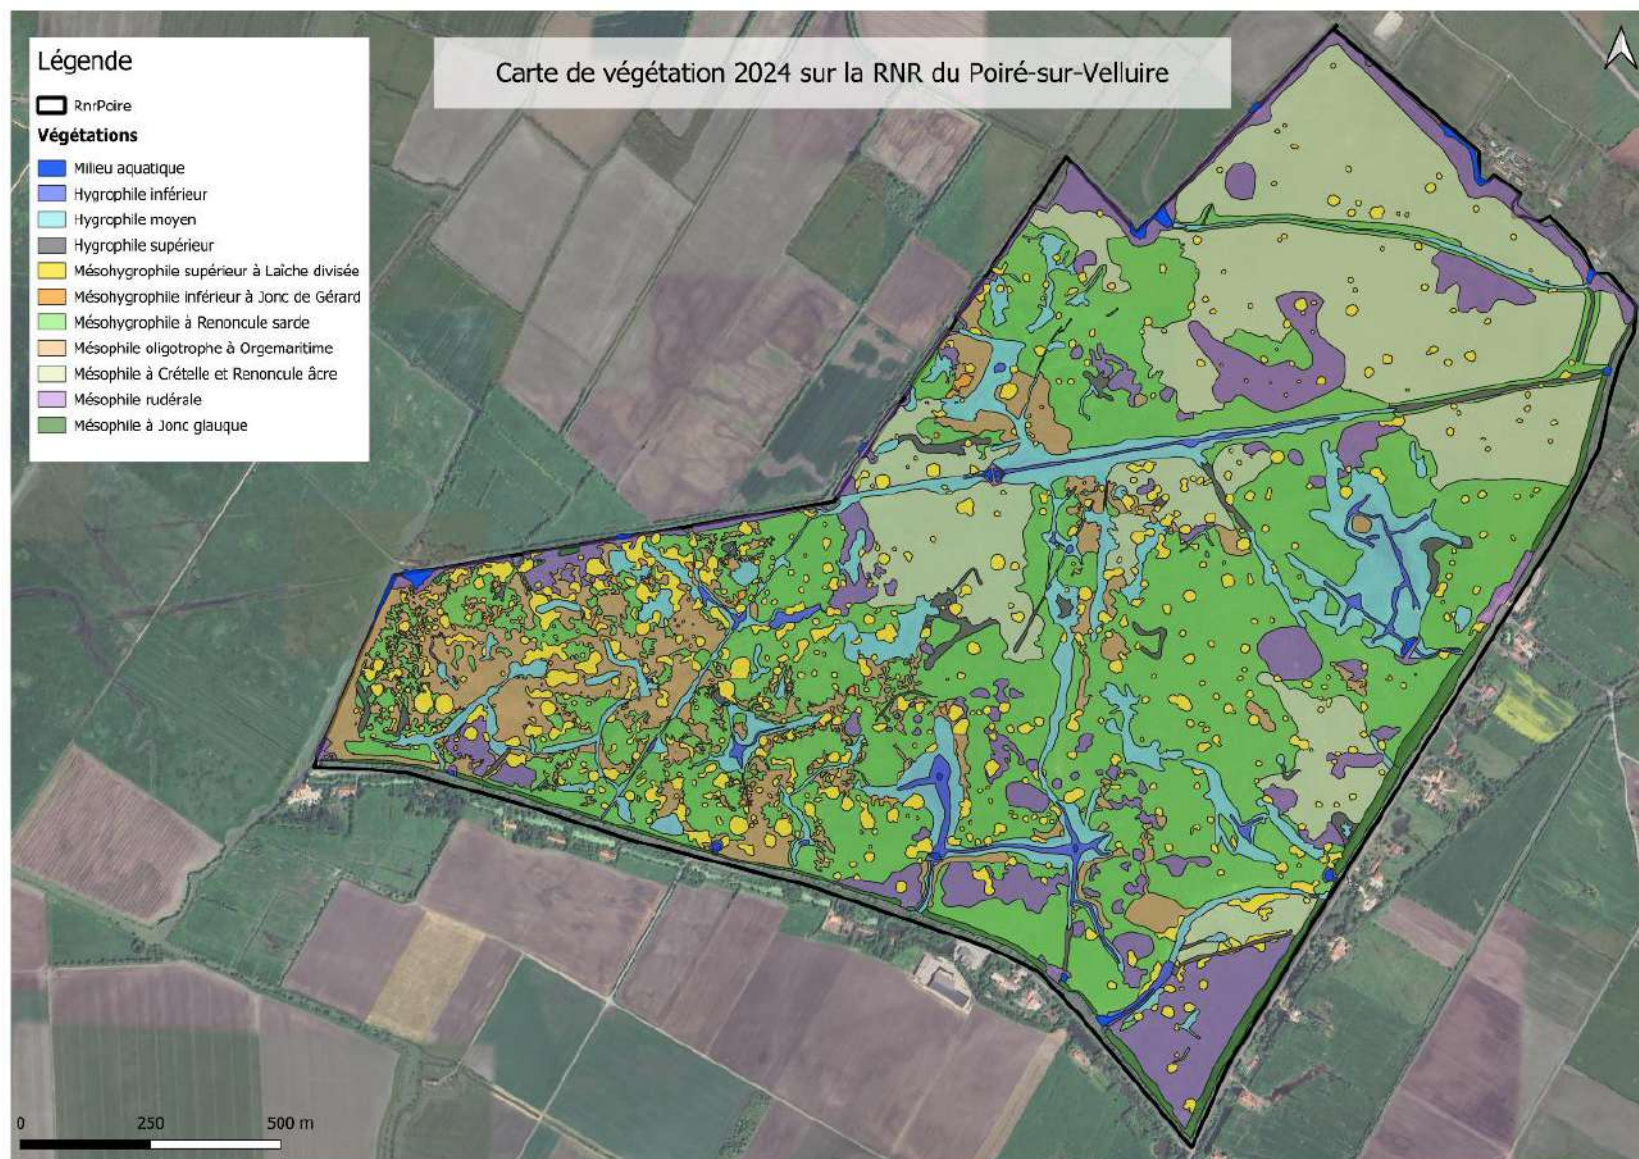 Carte de végétation 2024 sur la RNR du Poiré-sur-Velluire
Légende
RnrPoire
Végétations
Milieu aquatique
Hygrophile inférieur
Hygrophile moyen
Hygrophile supérieur
Mésohygrophile supérieur à Laîche divisée
Mésohygrophile inférieur à Jonc de Gérard
Mésohygrophile à Renoncule sarde
Mésophile oligotrophe à Orgemaritime
Mésophile à Crételle et Renoncule âcre
Mésophile rudérale
Mésophile à Jonc glauque
0 250 500 m